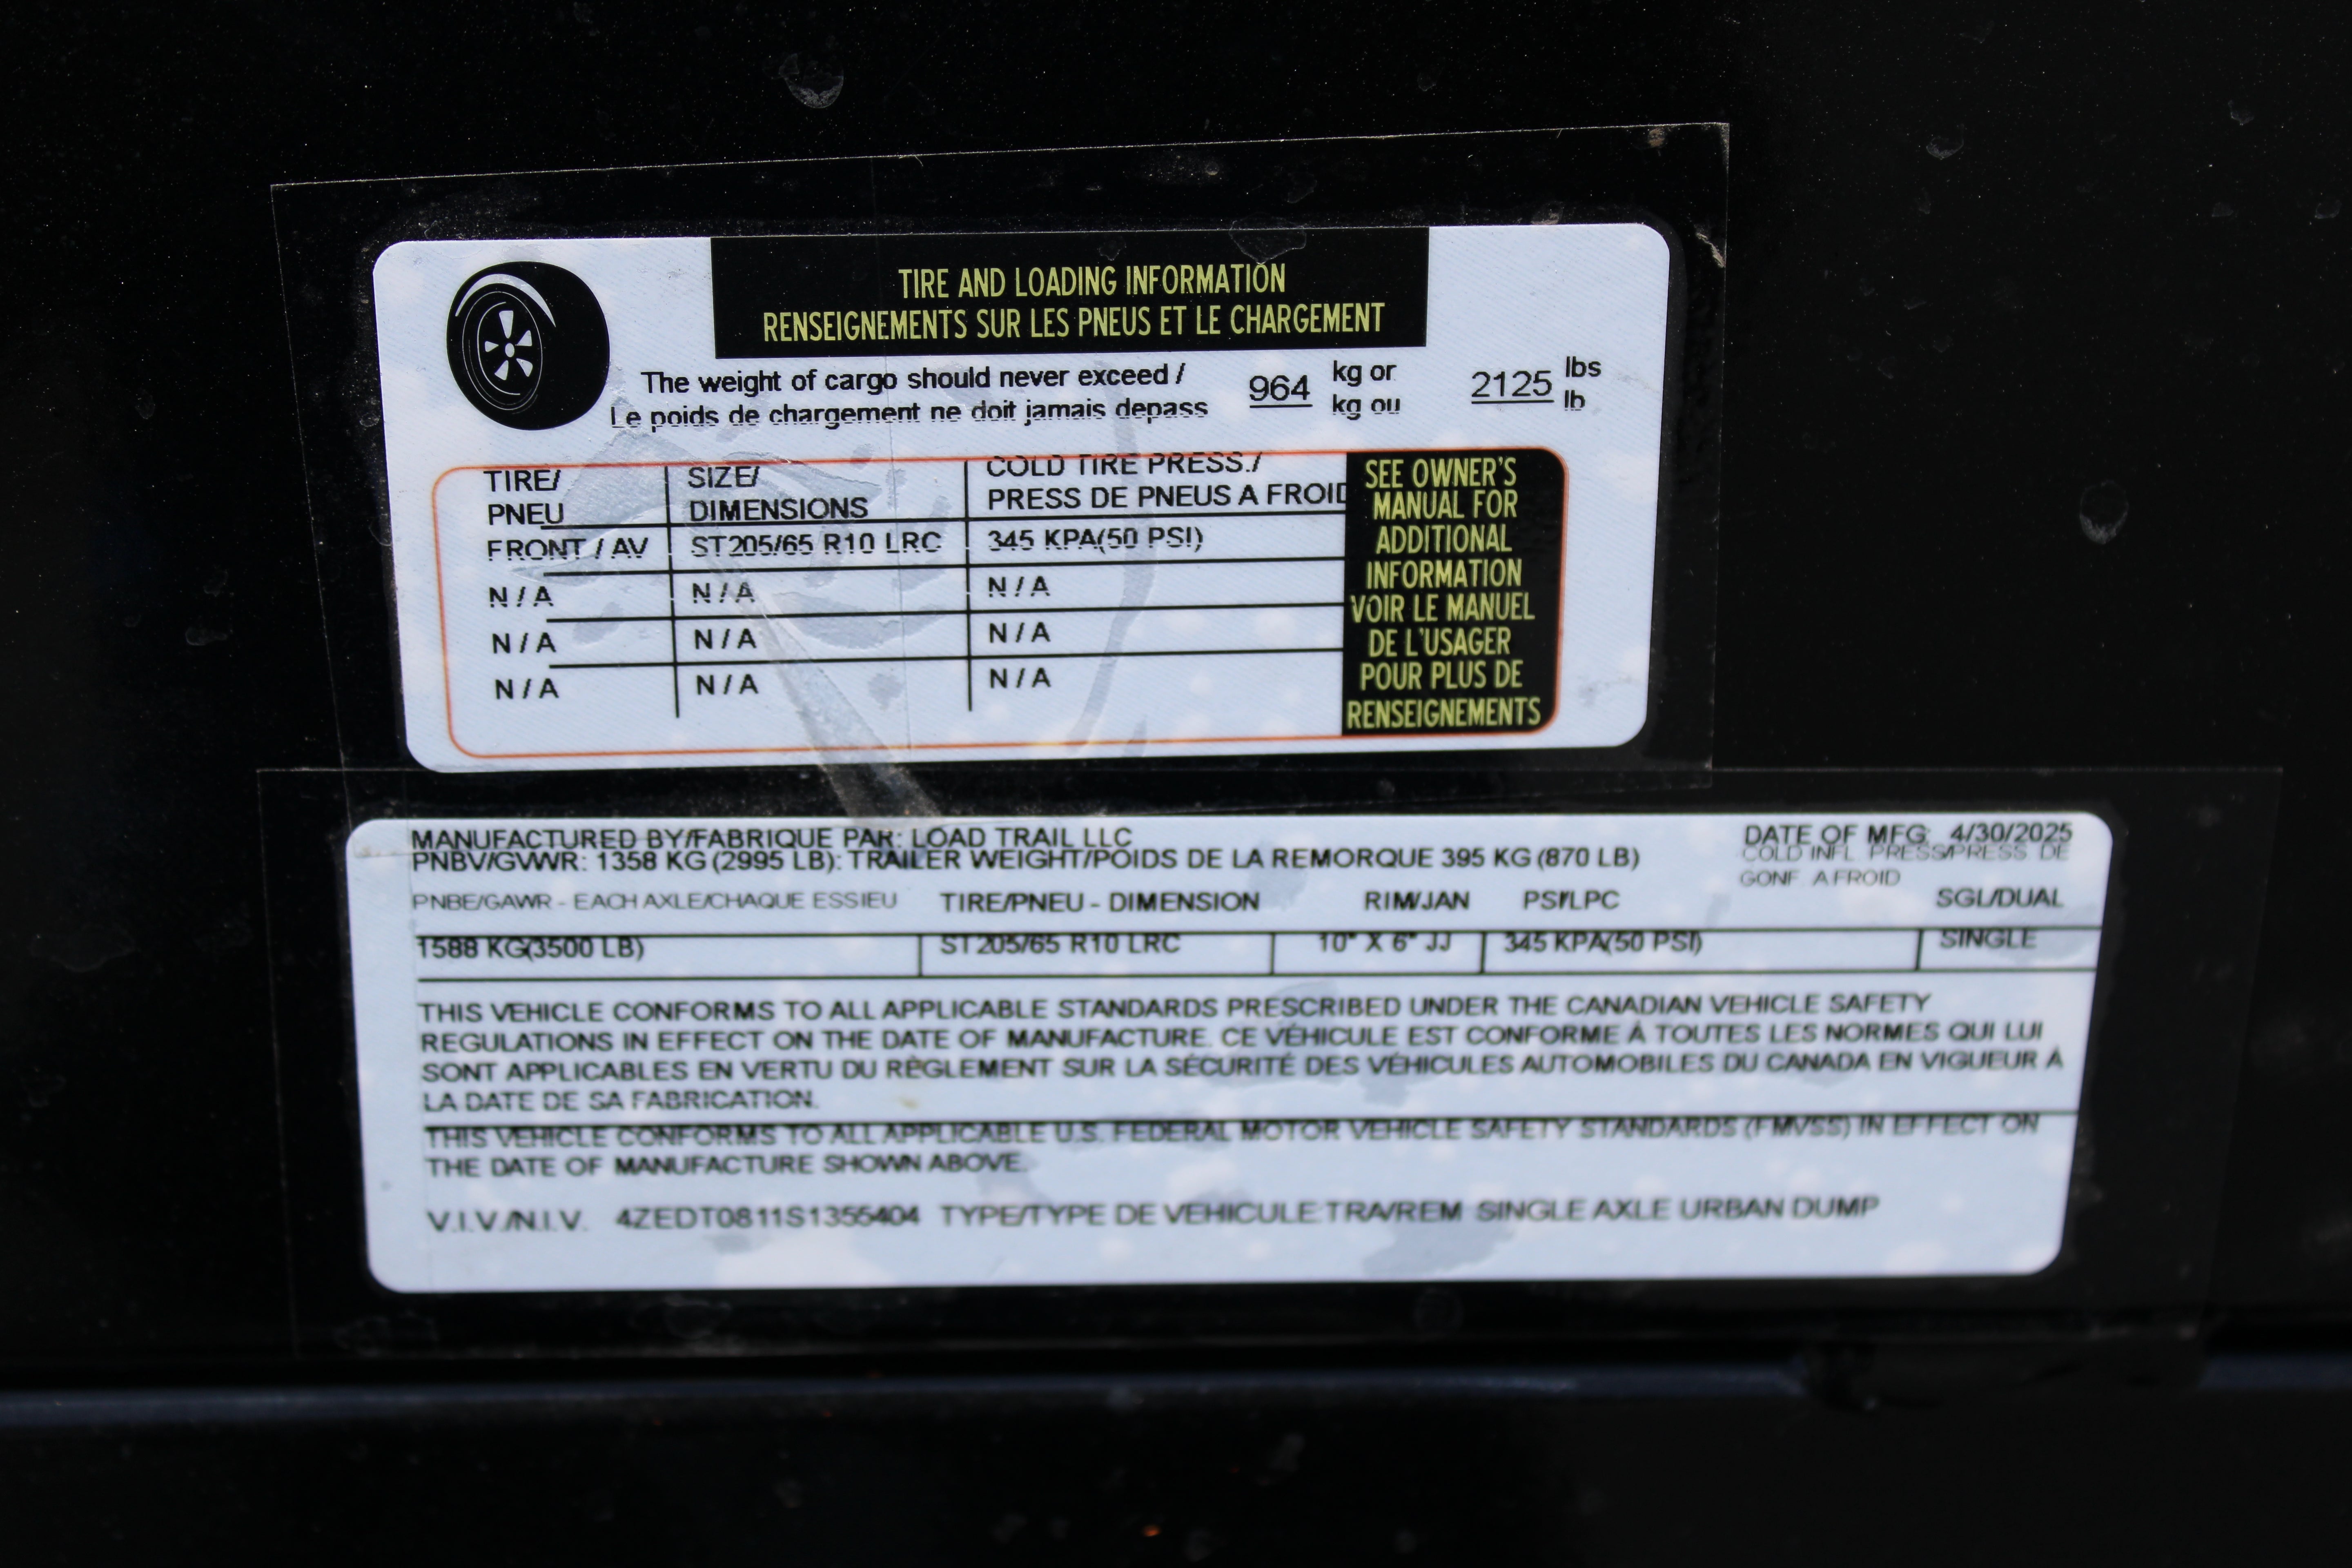 TIRE AND LOADING INFORMATION
RENSEIGNEMENTS SUR LES PNEUS ET LE CHARGEMENT
The weight of cargo should never exceed / 964 kg or 2125 lbs
Le poids de chargement ne doit jamais depass kg ou lb
TIRE/ SIZE/ COLD TIRE PRESS./
PNEU DIMENSIONS PRESS DE PNEUS A FROID
FRONT / AV ST205/65 R10 LRC 345 KPA(50 PSI)
N / A N / A N / A
N / A N / A N / A
N / A N / A N / A
SEE OWNER'S
MANUAL FOR
ADDITIONAL
INFORMATION
VOIR LE MANUEL
DE L'USAGER
POUR PLUS DE
RENSEIGNEMENTS
MANUFACTURED BY/FABRIQUE PAR: LOAD TRAIL LLC DATE OF MFG: 4/30/2025
PNBV/GVWR: 1358 KG (2995 LB): TRAILER WEIGHT/POIDS DE LA REMORQUE 395 KG (870 LB) COLD INFL. PRESS/PRESS DE
GONF. A FROID
PNBE/GAWR - EACH AXLE/CHAQUE ESSIEU TIRE/PNEU - DIMENSION RIM/JAN PSI/LPC SGL/DUAL
1588 KG(3500 LB) ST205/65 R10 LRC 10" X 6" JJ 345 KPA(50 PSI) SINGLE
THIS VEHICLE CONFORMS TO ALL APPLICABLE STANDARDS PRESCRIBED UNDER THE CANADIAN VEHICLE SAFETY
REGULATIONS IN EFFECT ON THE DATE OF MANUFACTURE. CE VÉHICULE EST CONFORME À TOUTES LES NORMES QUI LUI
SONT APPLICABLES EN VERTU DU RÈGLEMENT SUR LA SÉCURITÉ DES VÉHICULES AUTOMOBILES DU CANADA EN VIGUEUR À
LA DATE DE SA FABRICATION.
THIS VEHICLE CONFORMS TO ALL APPLICABLE U.S. FEDERAL MOTOR VEHICLE SAFETY STANDARDS (FMVSS) IN EFFECT ON
THE DATE OF MANUFACTURE SHOWN ABOVE.
V.I.V./N.I.V. 4ZEDT0811S1355404 TYPE/TYPE DE VEHICULE:TRA/REM SINGLE AXLE URBAN DUMP